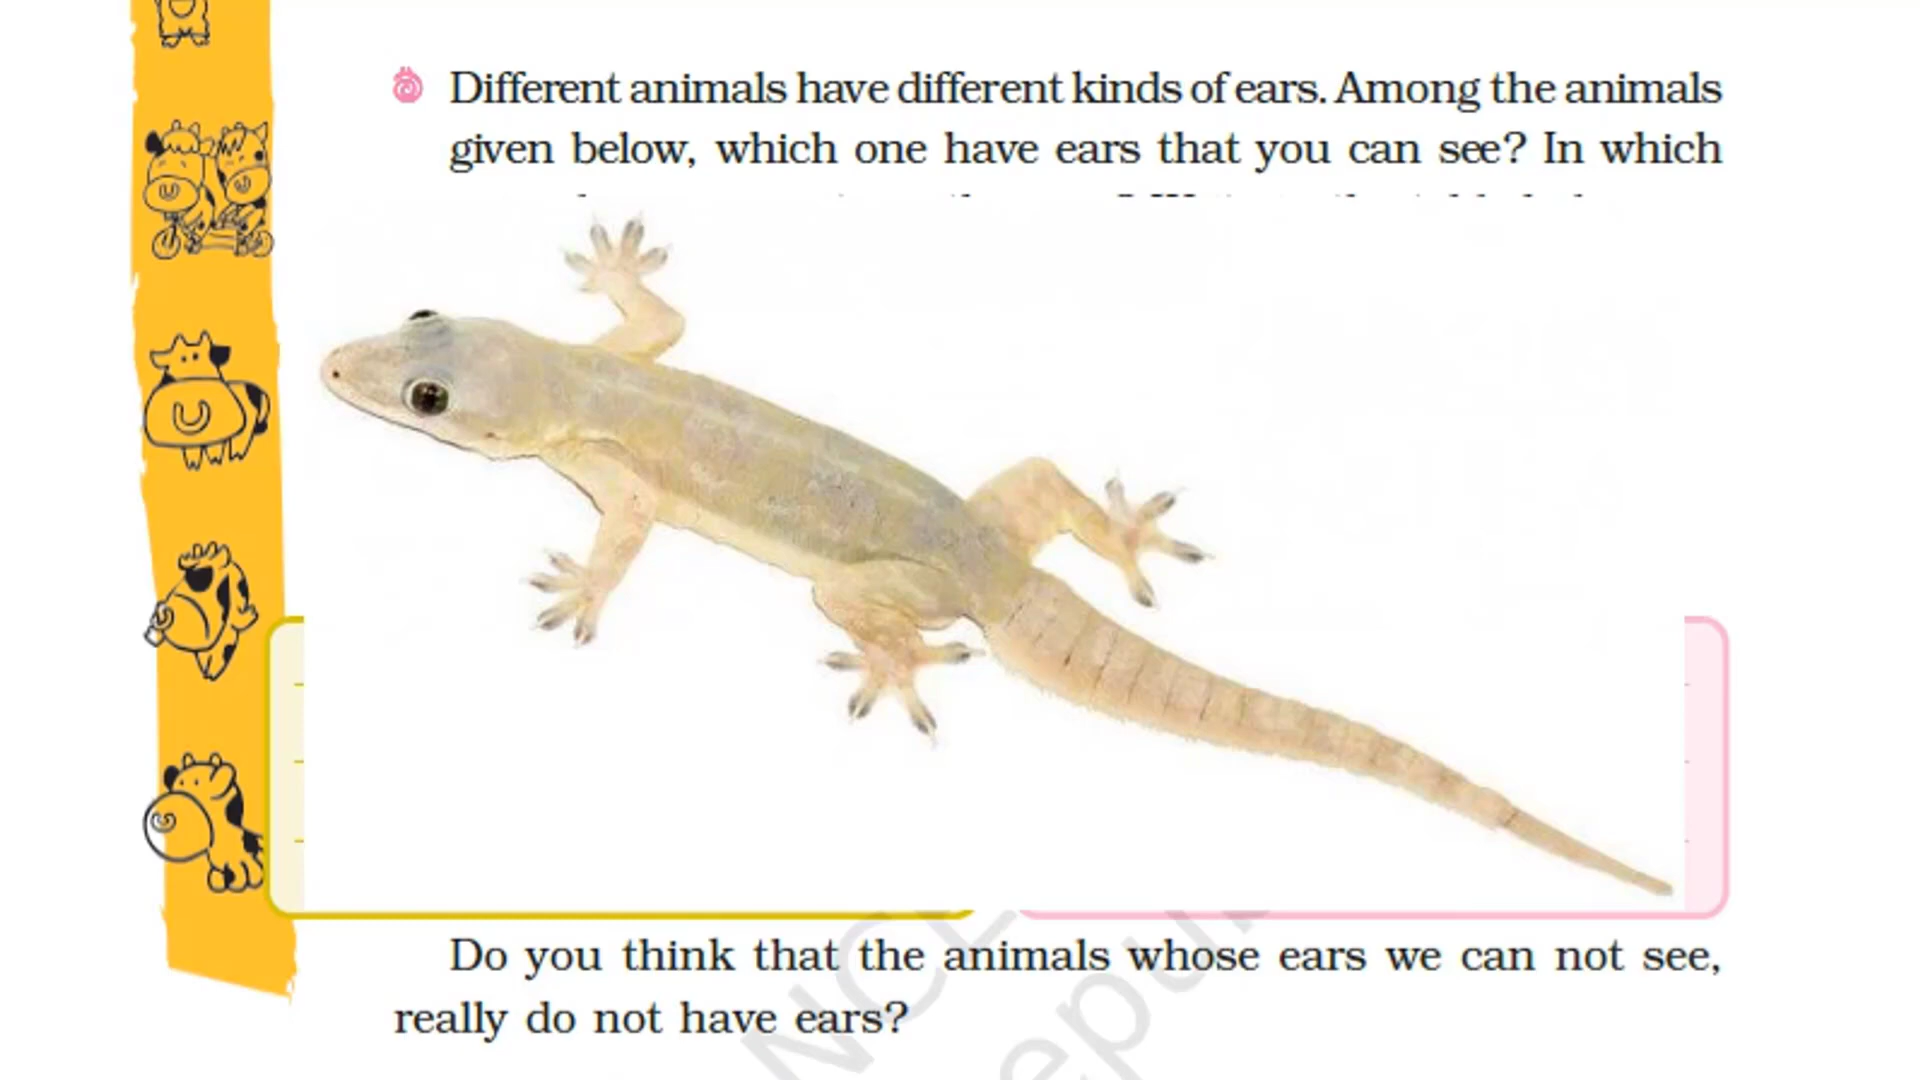 Different animals have different kinds of ears. Among the animals
given below, which one have ears that you can see? In which
Do you think that the animals whose ears we can not see,
really do not have ears?